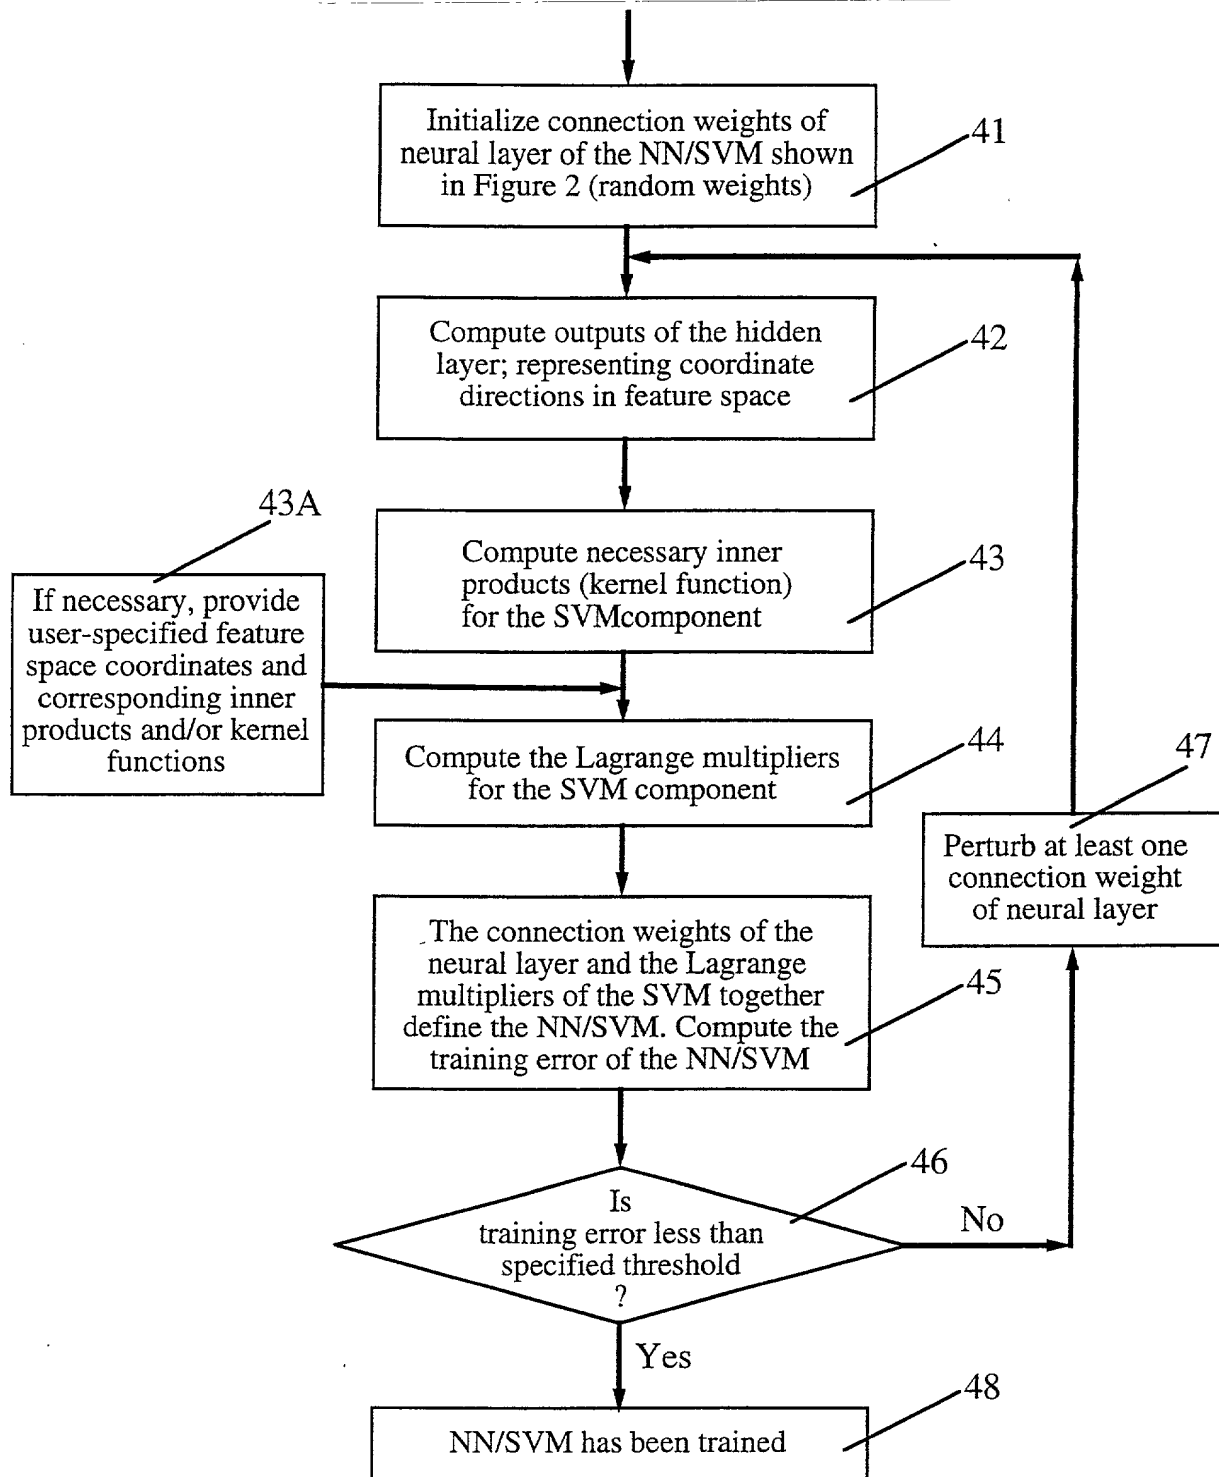 Initialize connection weights of
neural layer of the NN/SVM shown
in Figure 2 (random weights)
41
Compute outputs of the hidden
layer; representing coordinate
directions in feature space
42
43A
If necessary, provide
user-specified feature
space coordinates and
corresponding inner
products and/or kernel
functions
Compute necessary inner
products (kernel function)
for the SVMcomponent
43
Compute the Lagrange multipliers
for the SVM component
44
47
Perturb at least one
connection weight
of neural layer
The connection weights of the
neural layer and the Lagrange
multipliers of the SVM together
define the NN/SVM. Compute the
training error of the NN/SVM
45
46
Is
training error less than
specified threshold
?
No
Yes
48
NN/SVM has been trained